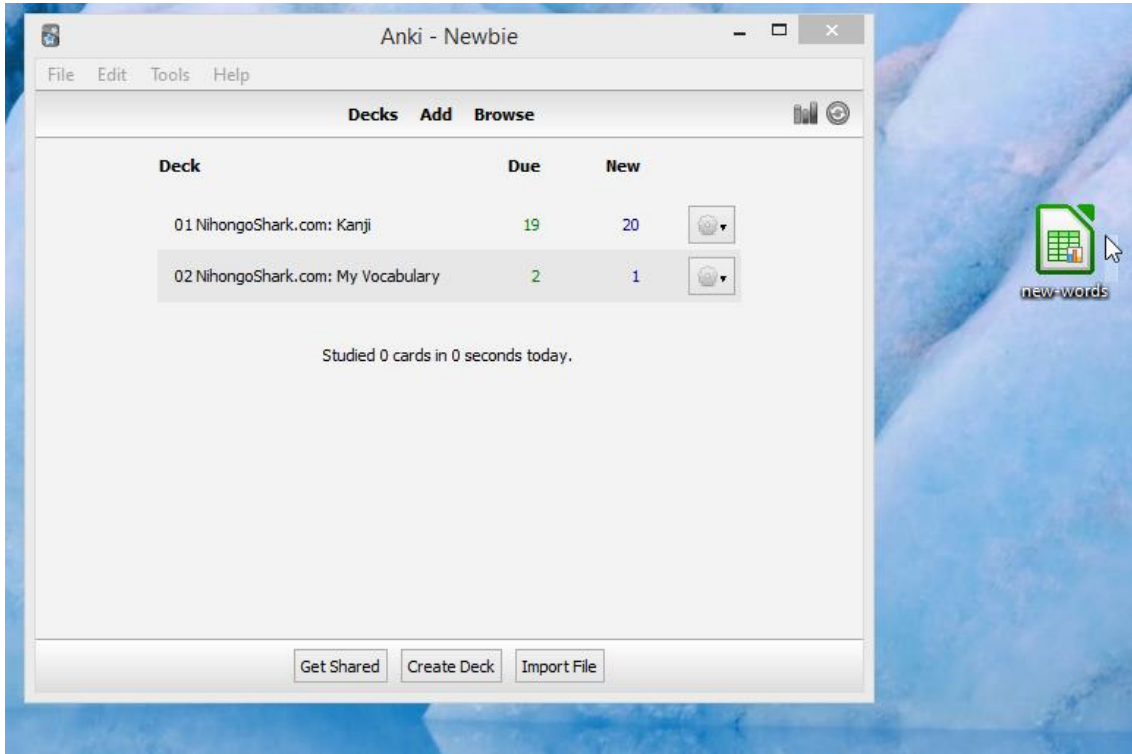 Anki - Newbie
File Edit Tools Help
Decks Add Browse
Deck Due New
01 NihongoShark.com: Kanji 19 20
02 NihongoShark.com: My Vocabulary 2 1
new-words
Studied 0 cards in 0 seconds today.
Get Shared Create Deck Import File